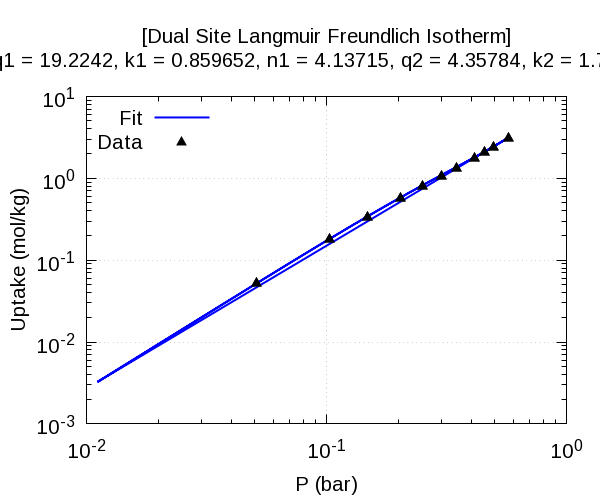 [Dual Site Langmuir Freundlich Isotherm]
q1 = 19.2242, k1 = 0.859652, n1 = 4.13715, q2 = 4.35784, k2 = 1.7
10^1
Fit
Data
10^0
10^-1
10^-2
10^-3
Uptake (mol/kg)
10^-2
10^-1
10^0
P (bar)